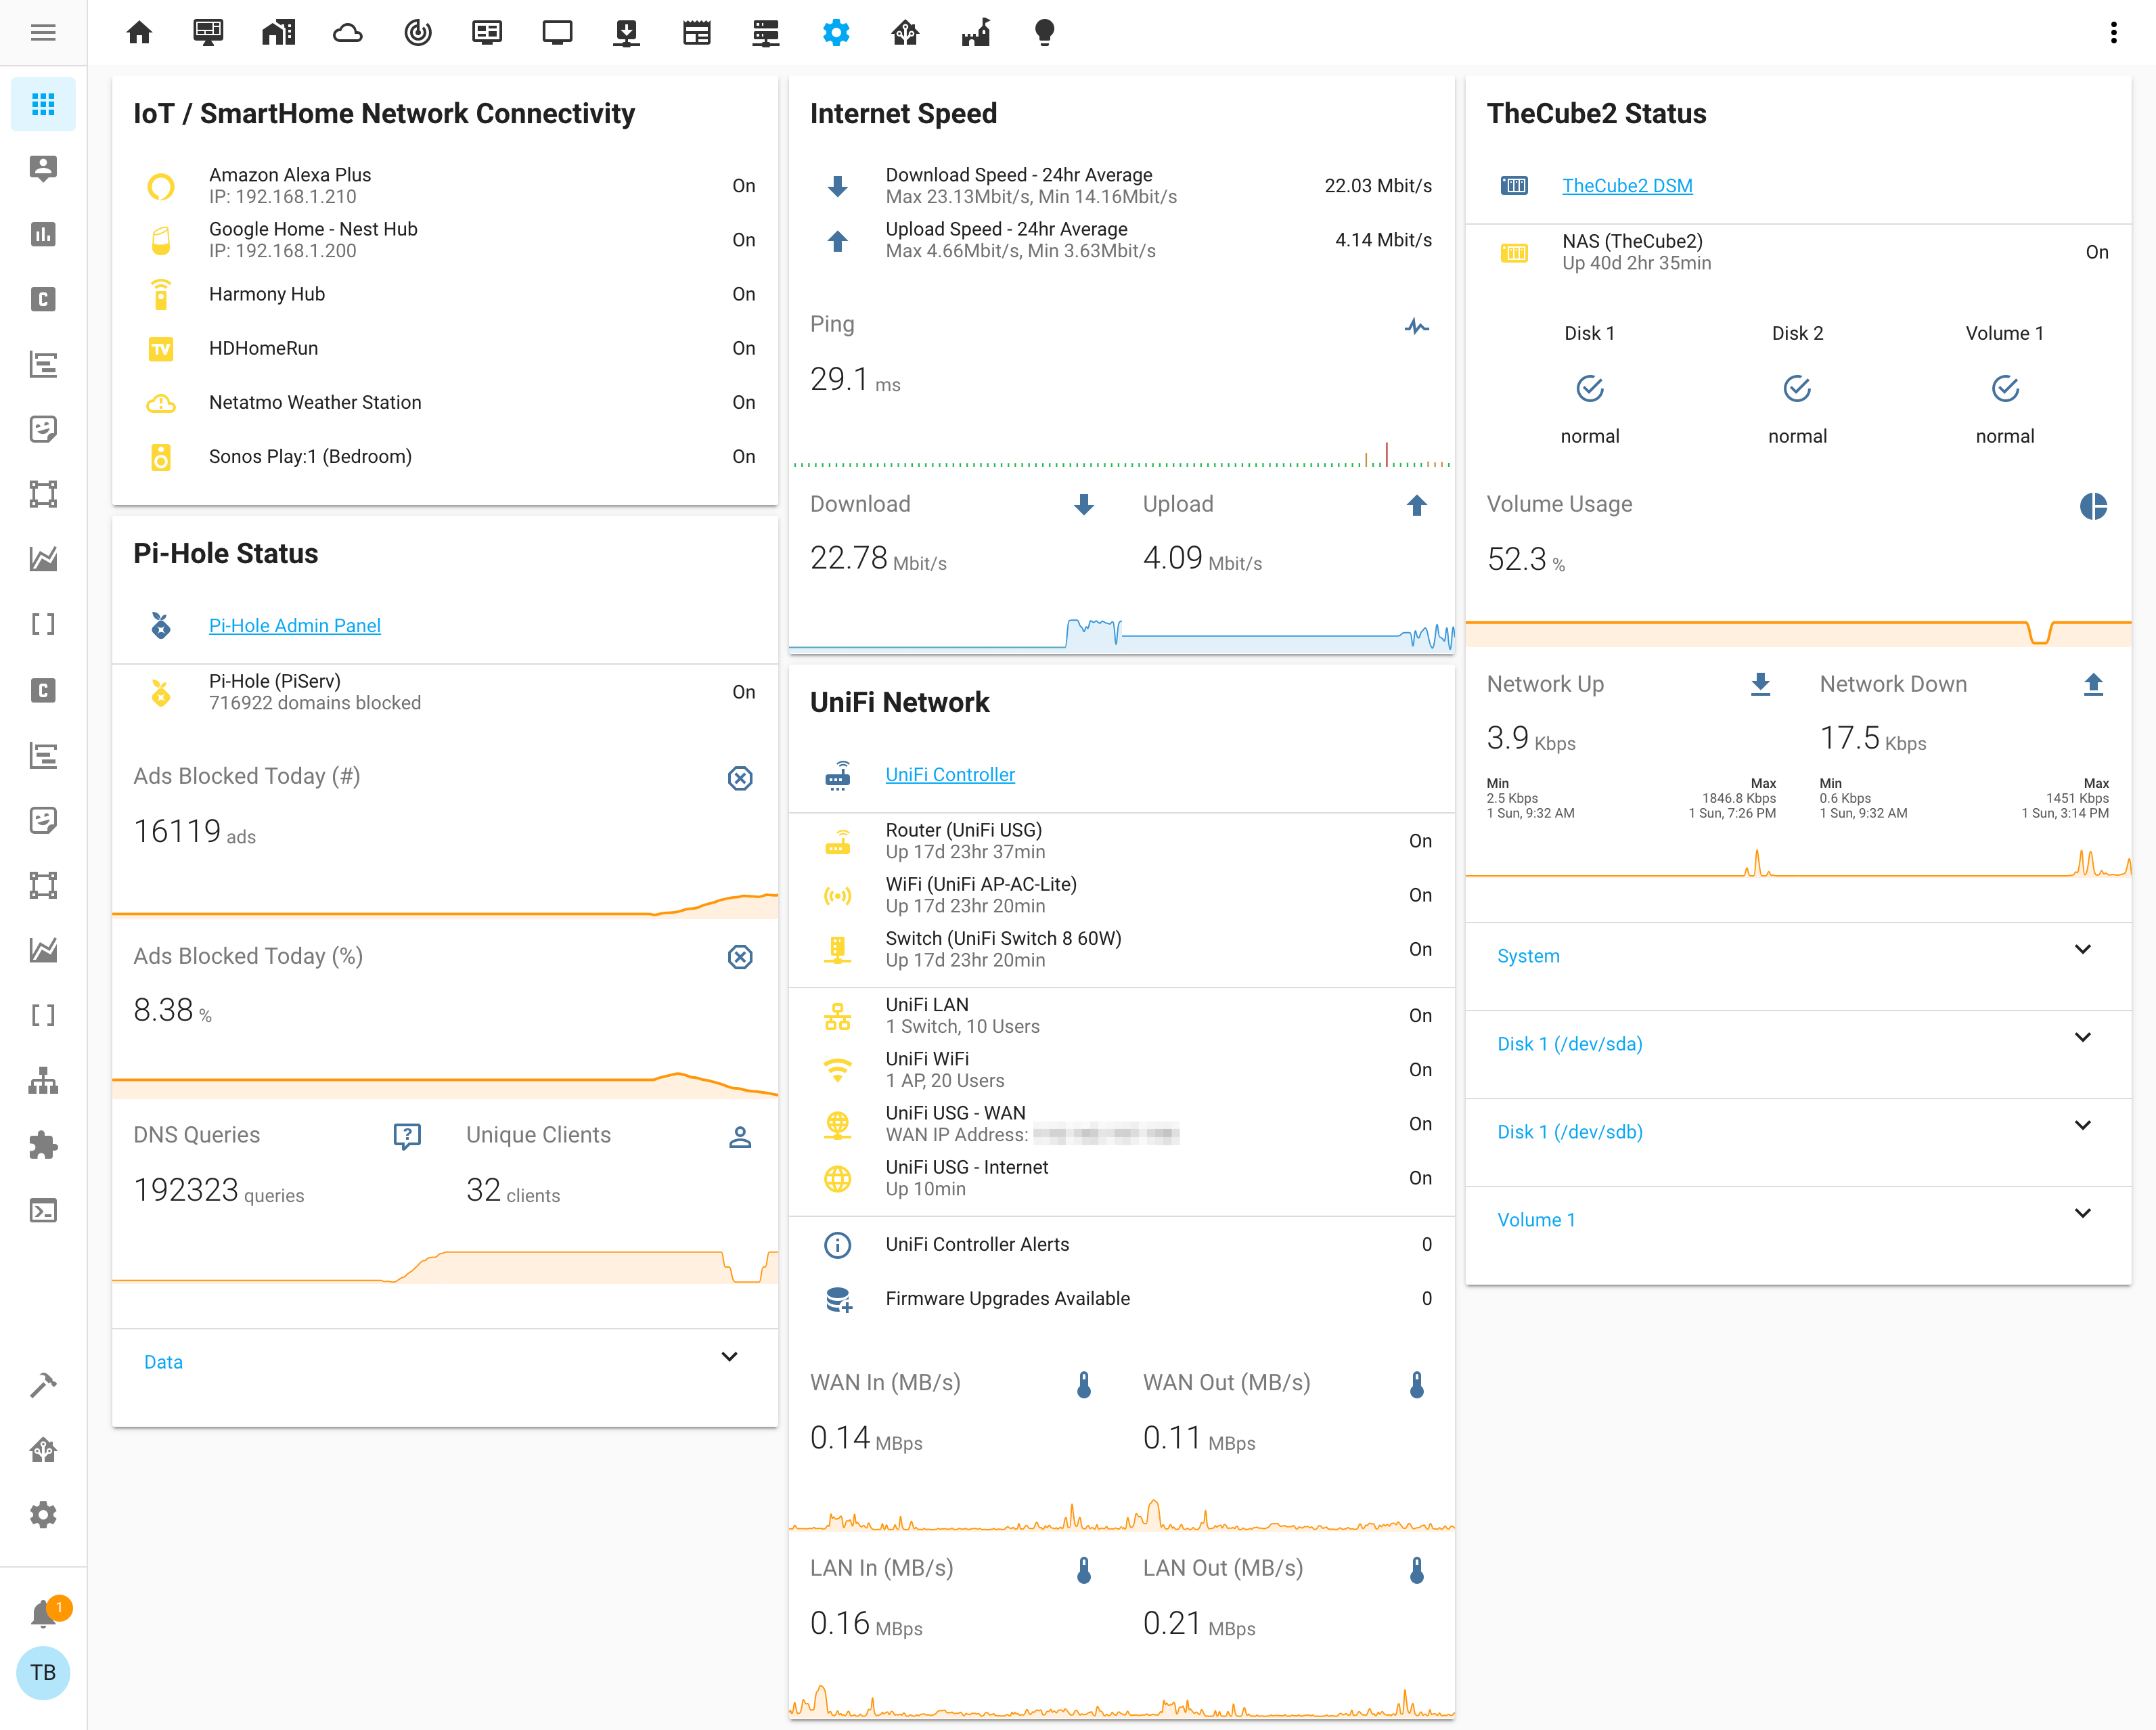 IoT / SmartHome Network Connectivity
Amazon Alexa Plus
IP: 192.168.1.210
On
Google Home - Nest Hub
IP: 192.168.1.200
On
Harmony Hub
On
TV
HDHomeRun
On
Netatmo Weather Station
On
Sonos Play:1 (Bedroom)
On
Pi-Hole Status
Pi-Hole Admin Panel
Pi-Hole (PiServ)
716922 domains blocked
On
Ads Blocked Today (#)
16119 ads
Ads Blocked Today (%)
8.38 %
DNS Queries
192323 queries
Unique Clients
32 clients
Data
Internet Speed
Download Speed - 24hr Average
Max 23.13Mbit/s, Min 14.16Mbit/s
22.03 Mbit/s
Upload Speed - 24hr Average
Max 4.66Mbit/s, Min 3.63Mbit/s
4.14 Mbit/s
Ping
29.1 ms
Download
22.78 Mbit/s
Upload
4.09 Mbit/s
UniFi Network
UniFi Controller
Router (UniFi USG)
Up 17d 23hr 37min
On
WiFi (UniFi AP-AC-Lite)
Up 17d 23hr 20min
On
Switch (UniFi Switch 8 60W)
Up 17d 23hr 20min
On
UniFi LAN
1 Switch, 10 Users
On
UniFi WiFi
1 AP, 20 Users
On
UniFi USG - WAN
WAN IP Address:
On
UniFi USG - Internet
Up 10min
On
UniFi Controller Alerts
0
Firmware Upgrades Available
0
WAN In (MB/s)
0.14 MBps
WAN Out (MB/s)
0.11 MBps
LAN In (MB/s)
0.16 MBps
LAN Out (MB/s)
0.21 MBps
TheCube2 Status
TheCube2 DSM
NAS (TheCube2)
Up 40d 2hr 35min
On
Disk 1
normal
Disk 2
normal
Volume 1
normal
Volume Usage
52.3 %
Network Up
3.9 Kbps
Min
2.5 Kbps
1 Sun, 9:32 AM
Max
1846.8 Kbps
1 Sun, 7:26 PM
Network Down
17.5 Kbps
Min
0.6 Kbps
1 Sun, 9:32 AM
Max
1451 Kbps
1 Sun, 3:14 PM
System
Disk 1 (/dev/sda)
Disk 1 (/dev/sdb)
Volume 1
C
C
1
TB